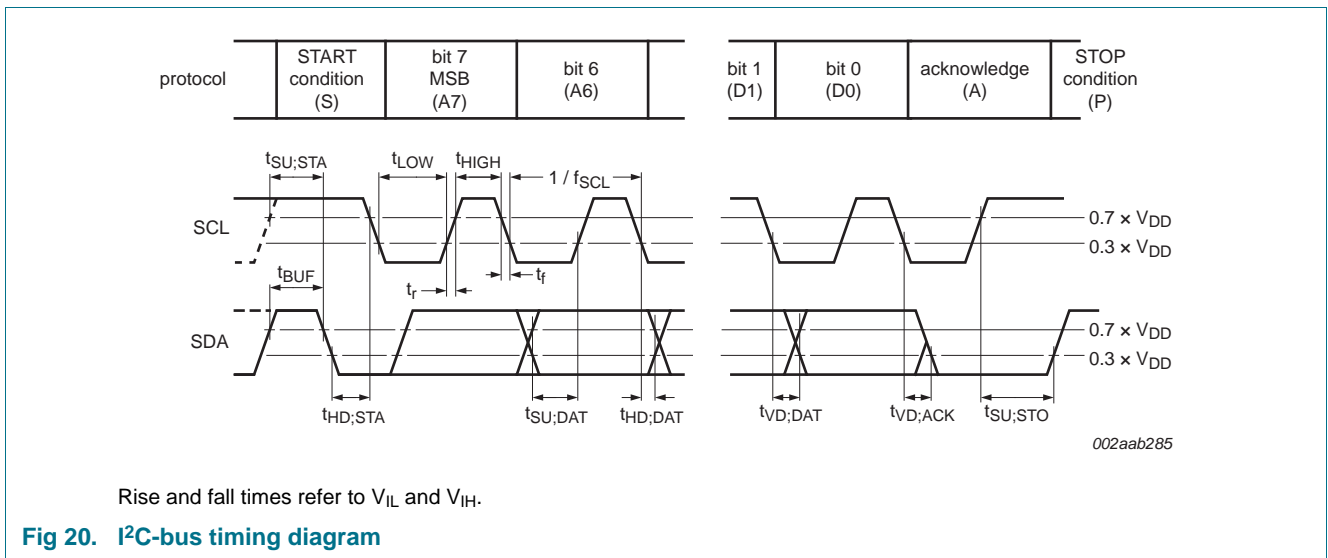 protocol
START
condition
(S)
bit 7
MSB
(A7)
bit 6
(A6)
bit 1
(D1)
bit 0
(D0)
acknowledge
(A)
STOP
condition
(P)
tSU;STA
tLOW
tHIGH
1 / fSCL
SCL
0.7 × VDD
0.3 × VDD
tBUF
tr
tf
SDA
0.7 × VDD
0.3 × VDD
tHD;STA
tSU;DAT
tHD;DAT
tVD;DAT
tVD;ACK
tSU;STO
002aab285
Rise and fall times refer to VIL and VIH.
Fig 20. I²C-bus timing diagram